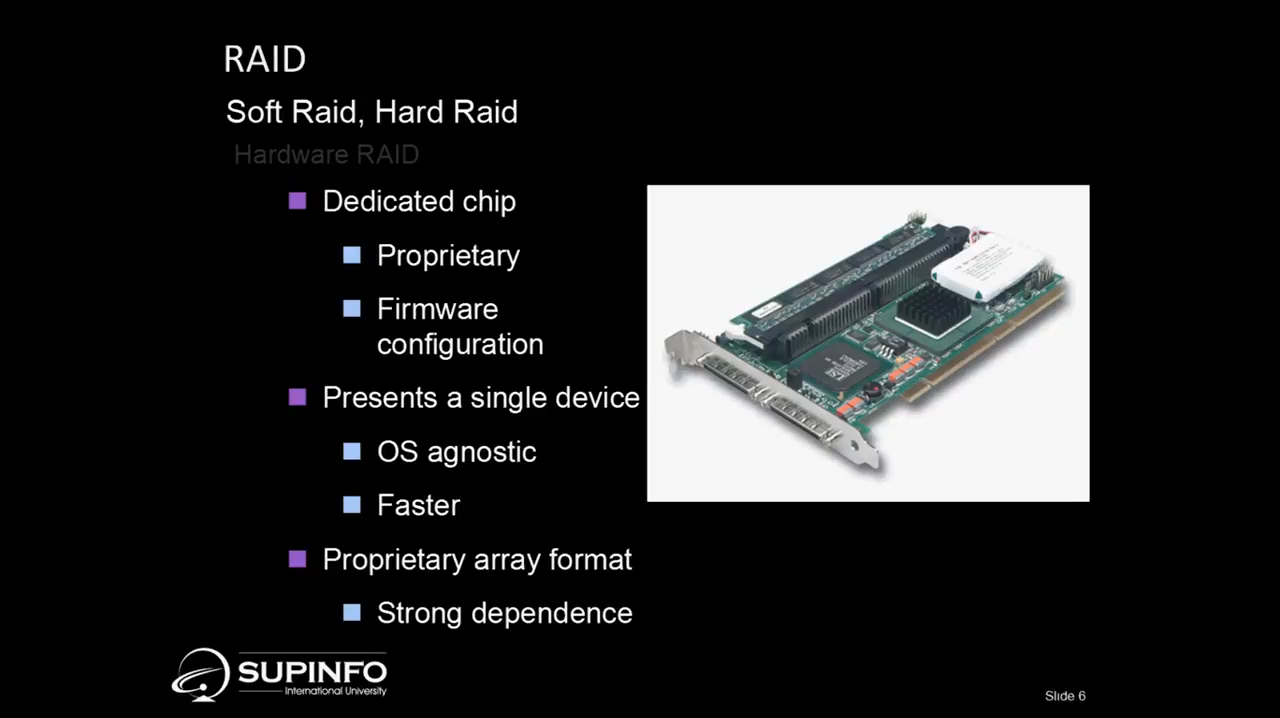 RAID
Soft Raid, Hard Raid
Hardware RAID
Dedicated chip
Proprietary
Firmware
configuration
Presents a single device
OS agnostic
Faster
Proprietary array format
Strong dependence
SUPINFO
International University
Slide 6